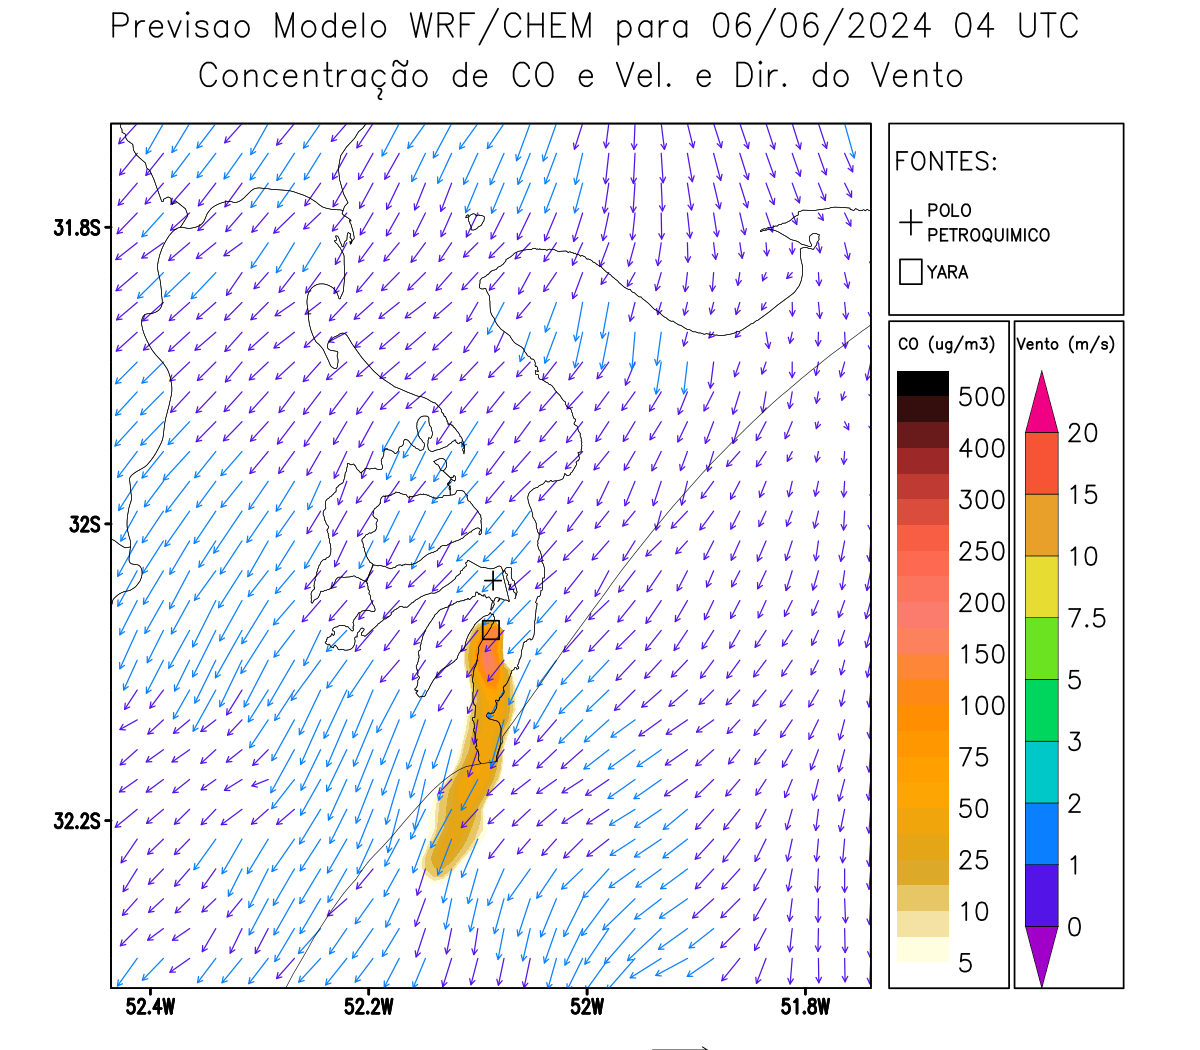 Previsao Modelo WRF/CHEM para 06/06/2024 04 UTC
Concentração de CO e Vel. e Dir. do Vento
FONTES:
POLO
PETROQUIMICO
YARA
CO (ug/m3)
500
400
300
250
200
150
100
75
50
25
10
5
Vento (m/s)
20
15
10
7.5
5
3
2
1
0
31.8S
32S
32.2S
52.4W
52.2W
52W
51.8W